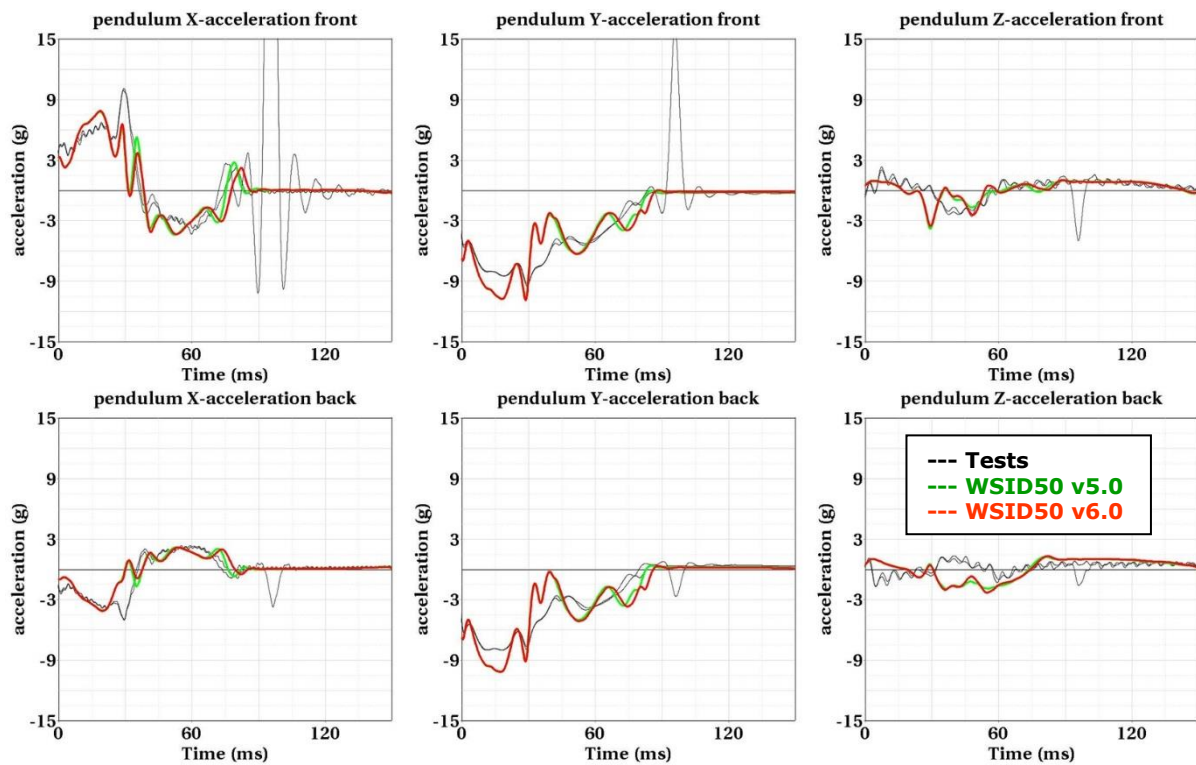 pendulum X-acceleration front
pendulum Y-acceleration front
pendulum Z-acceleration front
acceleration (g)
15
9
3
-3
-9
-15
0
60
120
Time (ms)
acceleration (g)
15
9
3
-3
-9
-15
0
60
120
Time (ms)
acceleration (g)
15
9
3
-3
-9
-15
0
60
120
Time (ms)
pendulum X-acceleration back
pendulum Y-acceleration back
pendulum Z-acceleration back
acceleration (g)
15
9
3
-3
-9
-15
0
60
120
Time (ms)
acceleration (g)
15
9
3
-3
-9
-15
0
60
120
Time (ms)
acceleration (g)
15
9
3
-3
-9
-15
0
60
120
Time (ms)
--- Tests
--- WSID50 v5.0
--- WSID50 v6.0